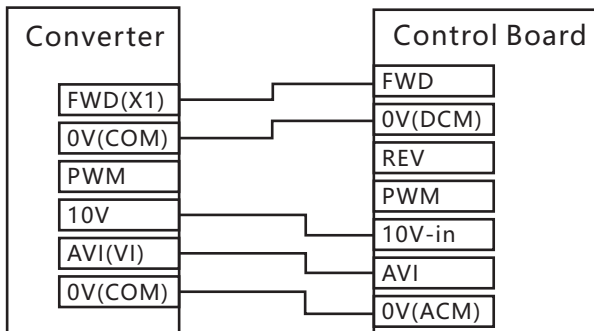 Converter
FWD(X1)
0V(COM)
PWM
10V
AVI(VI)
0V(COM)
Control Board
FWD
0V(DCM)
REV
PWM
10V-in
AVI
0V(ACM)